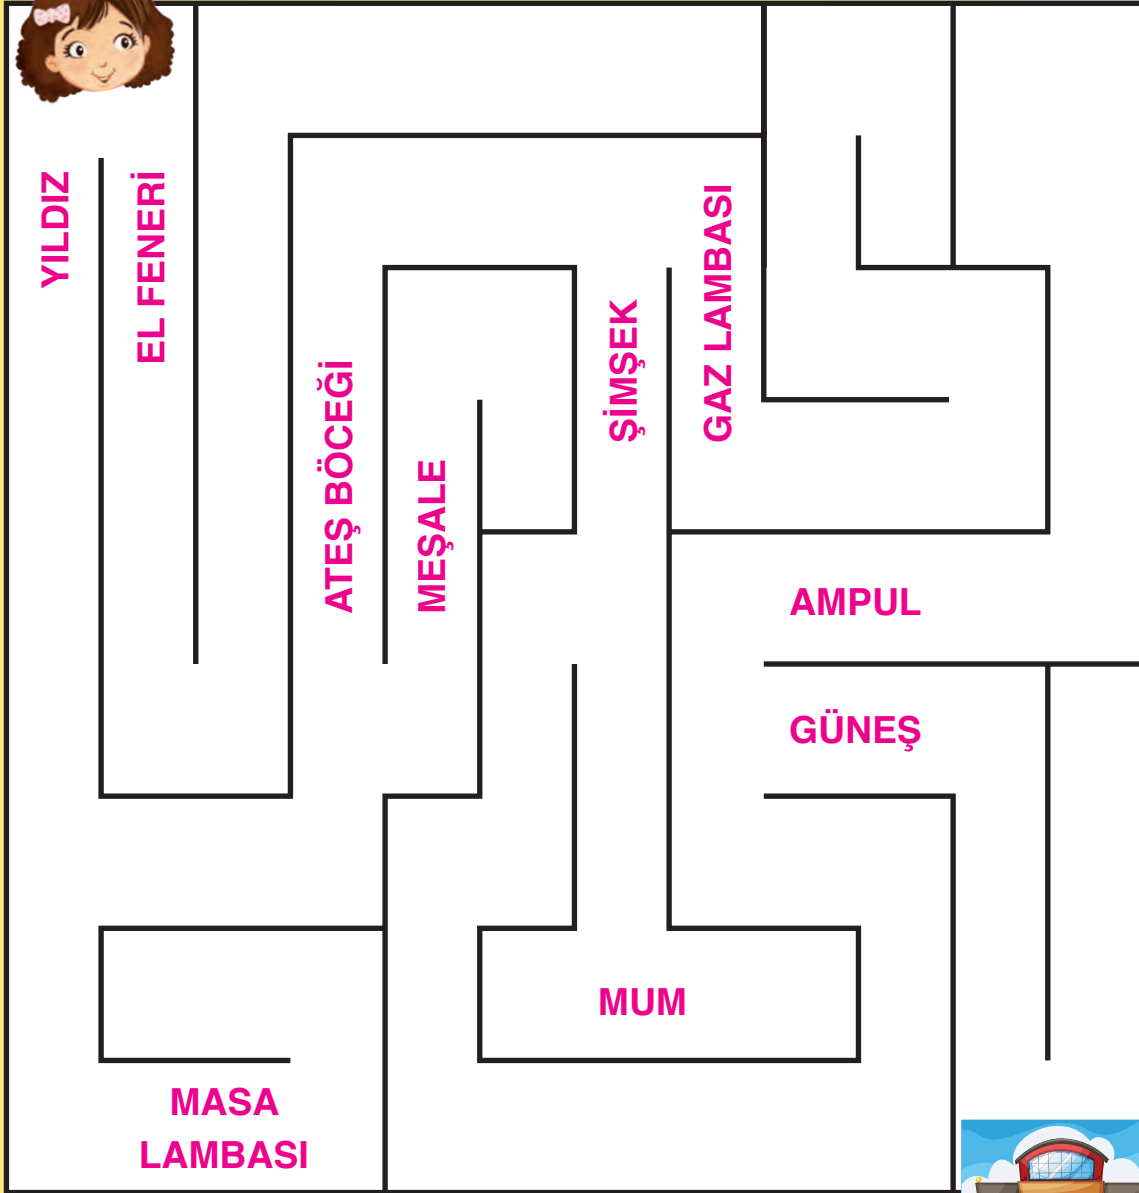 YILDIZ
EL FENERİ
ATEŞ BÖCEĞİ
MEŞALE
ŞİMŞEK
GAZ LAMBASI
AMPUL
GÜNEŞ
MUM
MASA
LAMBASI